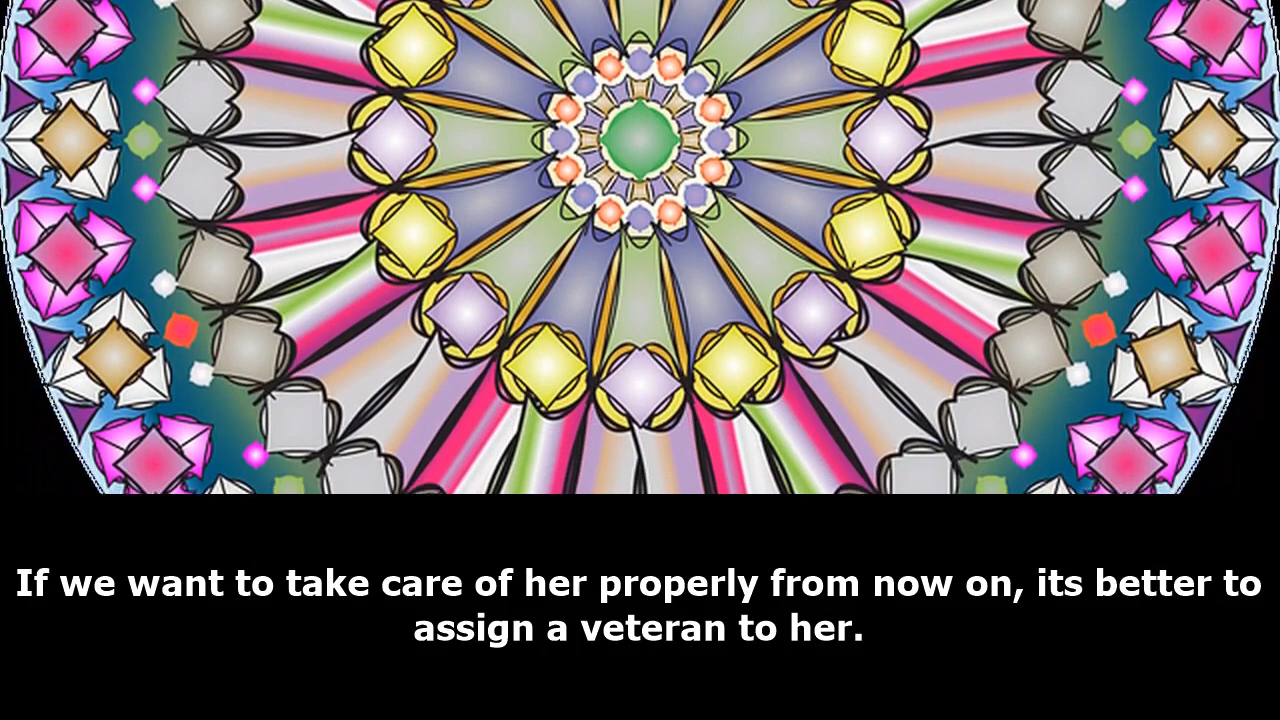 If we want to take care of her properly from now on, its better to
assign a veteran to her.